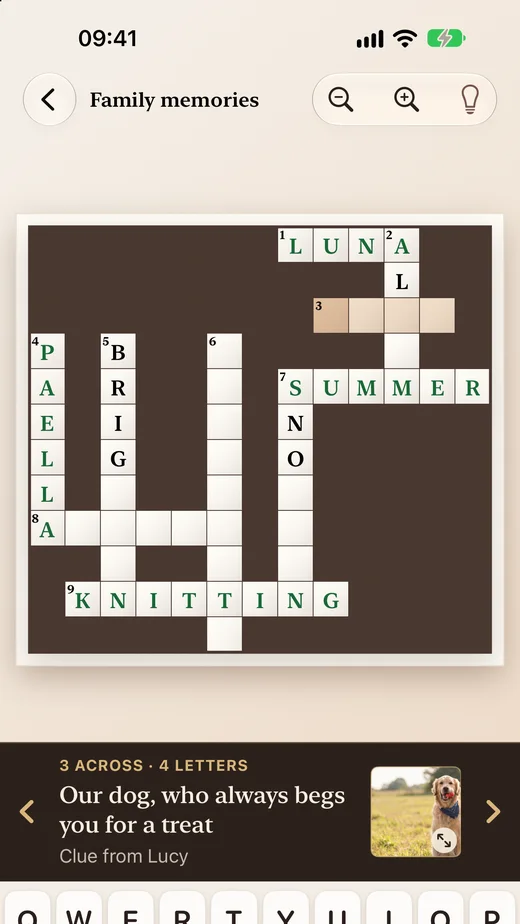 09:41
Family memories
1 L U N 2 A
L
3
4 P 5 B 6
A R 7 S U M M E R
E I N
L G O
L
8 A
9 K N I T T I N G
3 ACROSS · 4 LETTERS
Our dog, who always begs
you for a treat
Clue from Lucy
Q W E R T Y U I O P